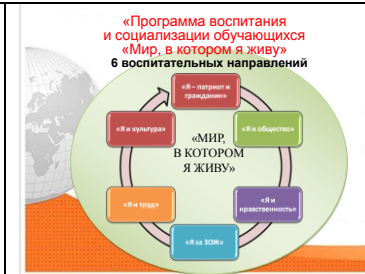 «Программа воспитания
и социализации обучающихся
«Мир, в котором я живу»
6 воспитательных направлений
«Я – патриот и
гражданин»
«Я и культура»
«Я и общество»
«МИР,
В КОТОРОМ
Я ЖИВУ»
«Я и труд»
«Я и
нравственность»
«Я за ЗОЖ»